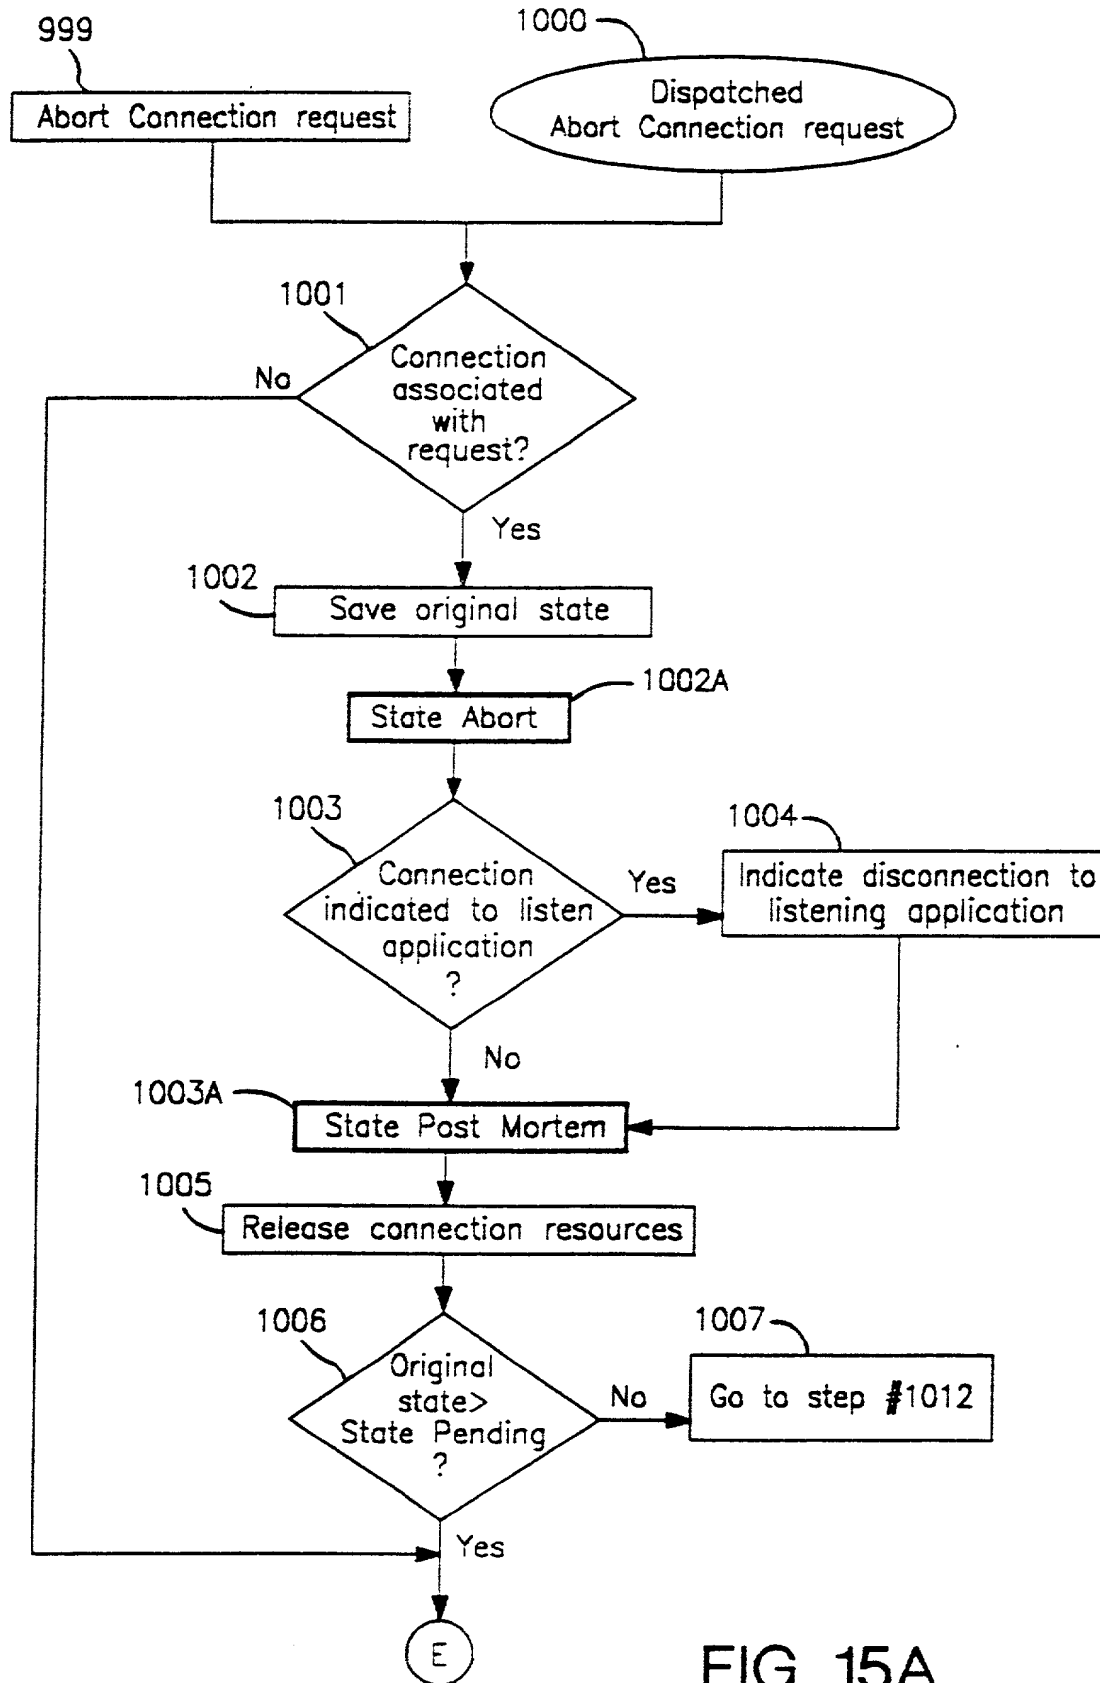 999
1000
Abort Connection request
Dispatched
Abort Connection request
1001
Connection
associated
with
request?
No
Yes
1002
Save original state
1002A
State Abort
1003
Connection
indicated to listen
application
?
Yes
1004
Indicate disconnection to
listening application
No
1003A
State Post Mortem
1005
Release connection resources
1006
Original
state>
State Pending
?
No
1007
Go to step #1012
Yes
E
FIG. 15A